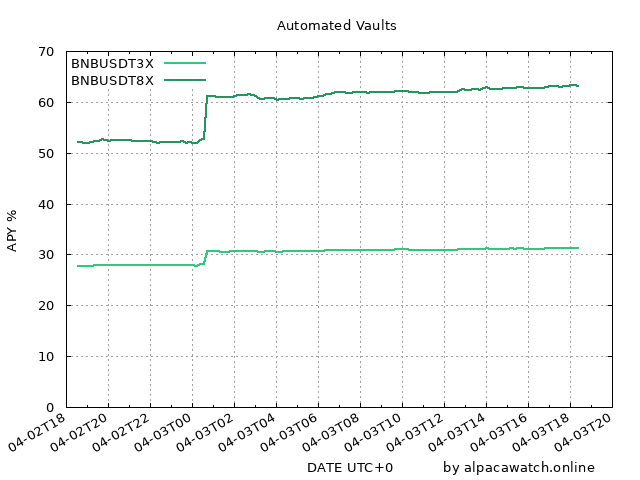 Automated Vaults
BNBUSDT3X
BNBUSDT8X
APY %
70
60
50
40
30
20
10
0
04-02T18
04-02T20
04-02T22
04-03T00
04-03T02
04-03T04
04-03T06
04-03T08
04-03T10
04-03T12
04-03T14
04-03T16
04-03T18
04-03T20
DATE UTC+0
by alpacawatch.online